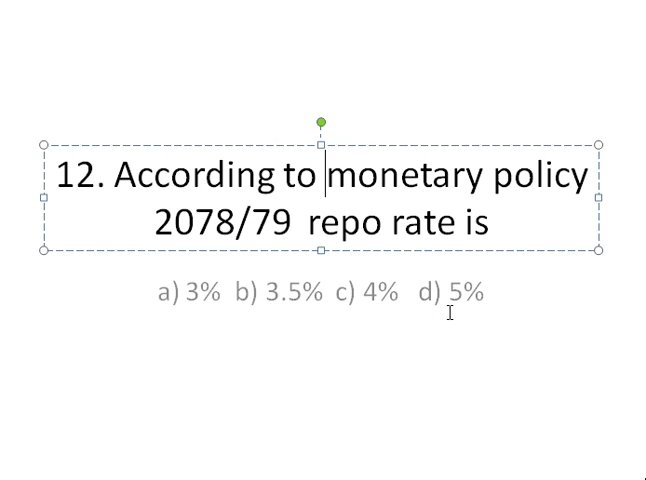 12. According to monetary policy
2078/79 repo rate is
a) 3% b) 3.5% c) 4% d) 5%